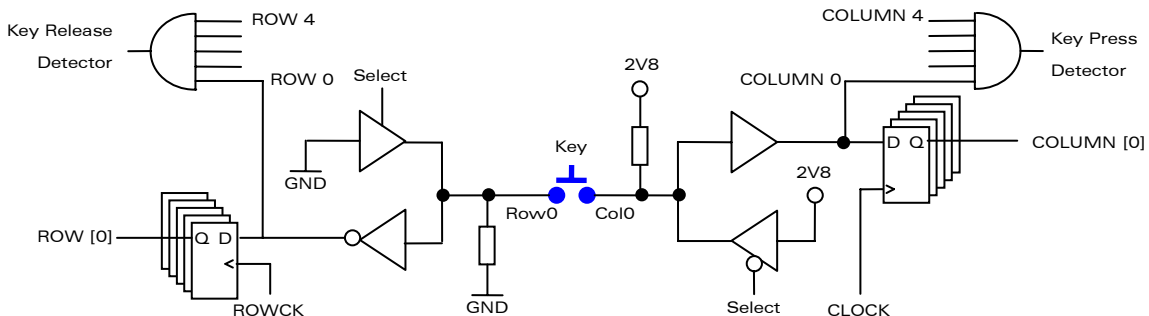 ROW 4
Key Release
Detector
ROW 0
Select
GND
ROW [0]
Q D
ROWCK
Row0
GND
Key
2V8
Col0
COLUMN 4
Key Press
Detector
COLUMN 0
D Q
COLUMN [0]
2V8
Select
CLOCK